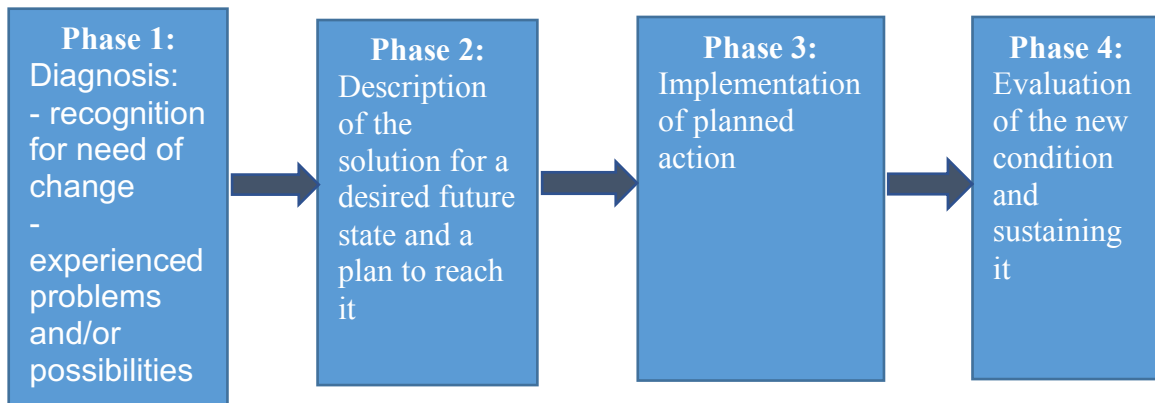 Phase 1:
Diagnosis:
- recognition
for need of
change
-
experienced
problems
and/or
possibilities
Phase 2:
Description
of the
solution for a
desired future
state and a
plan to reach
it
Phase 3:
Implementation
of planned
action
Phase 4:
Evaluation
of the new
condition
and
sustaining
it